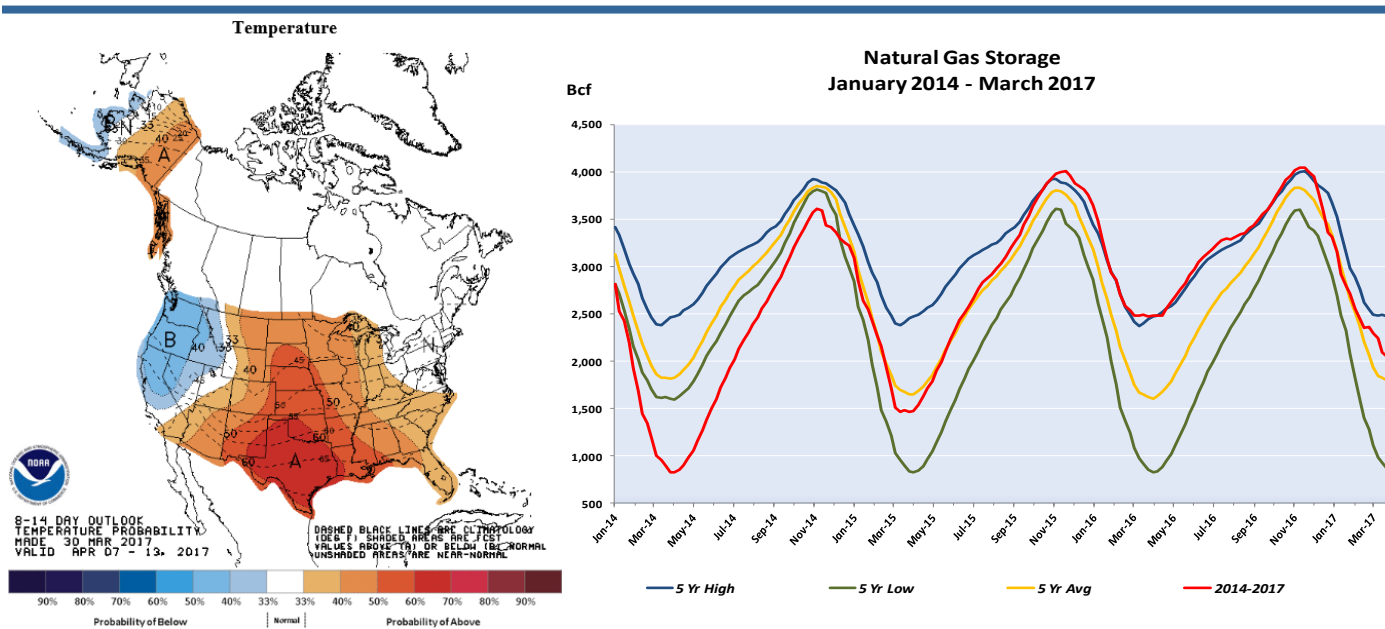 Temperature
A
40
33
A
B
40
33
40
45
50
50
50
55
60
60
65
A
N
NOAA
8-14 DAY OUTLOOK
TEMPERATURE PROBABILITY
MADE 30 MAR 2017
VALID APR 07 - 13, 2017
DASHED BLACK LINES ARE CLIMATOLOGY
(DEG F) SHADED AREAS ARE FCST
VALUES ABOVE (A) OR BELOW (B) NORMAL
UNSHADED AREAS ARE NEAR-NORMAL
90% 80% 70% 60% 50% 40% 33% 33% 40% 50% 60% 70% 80% 90%
Probability of Below Normal Probability of Above
Natural Gas Storage
January 2014 - March 2017
Bcf
4,500
4,000
3,500
3,000
2,500
2,000
1,500
1,000
500
Jan-14 Mar-14 May-14 Jul-14 Sep-14 Nov-14 Jan-15 Mar-15 May-15 Jul-15 Sep-15 Nov-15 Jan-16 Mar-16 May-16 Jul-16 Sep-16 Nov-16 Jan-17 Mar-17
5 Yr High 5 Yr Low 5 Yr Avg 2014-2017